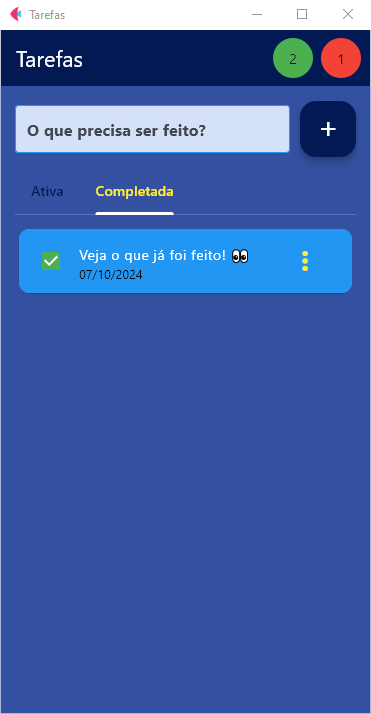 Tarefas
Tarefas
2
1
O que precisa ser feito?
+
Ativa
Completada
Veja o que já foi feito! 👀
07/10/2024